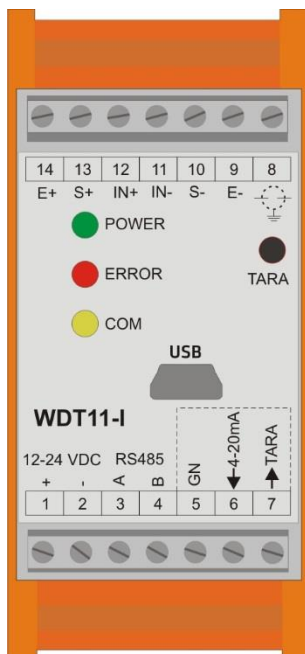 14 13 12 11 10 9 8
E+ S+ IN+ IN- S- E-
POWER
ERROR
TARA
COM
USB
WDT11-I
12-24 VDC RS485
+ - A B GN 4-20mA TARA
1 2 3 4 5 6 7